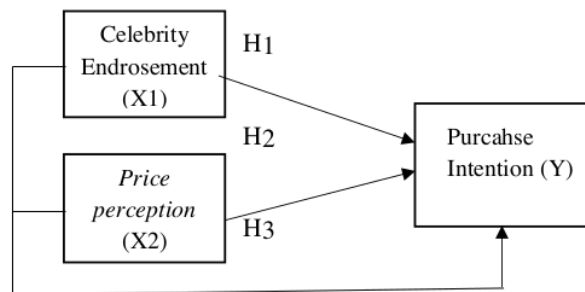 Celebrity
Endrosement
(X1)
H1
H2
Price
perception
(X2)
H3
Purcahse
Intention (Y)